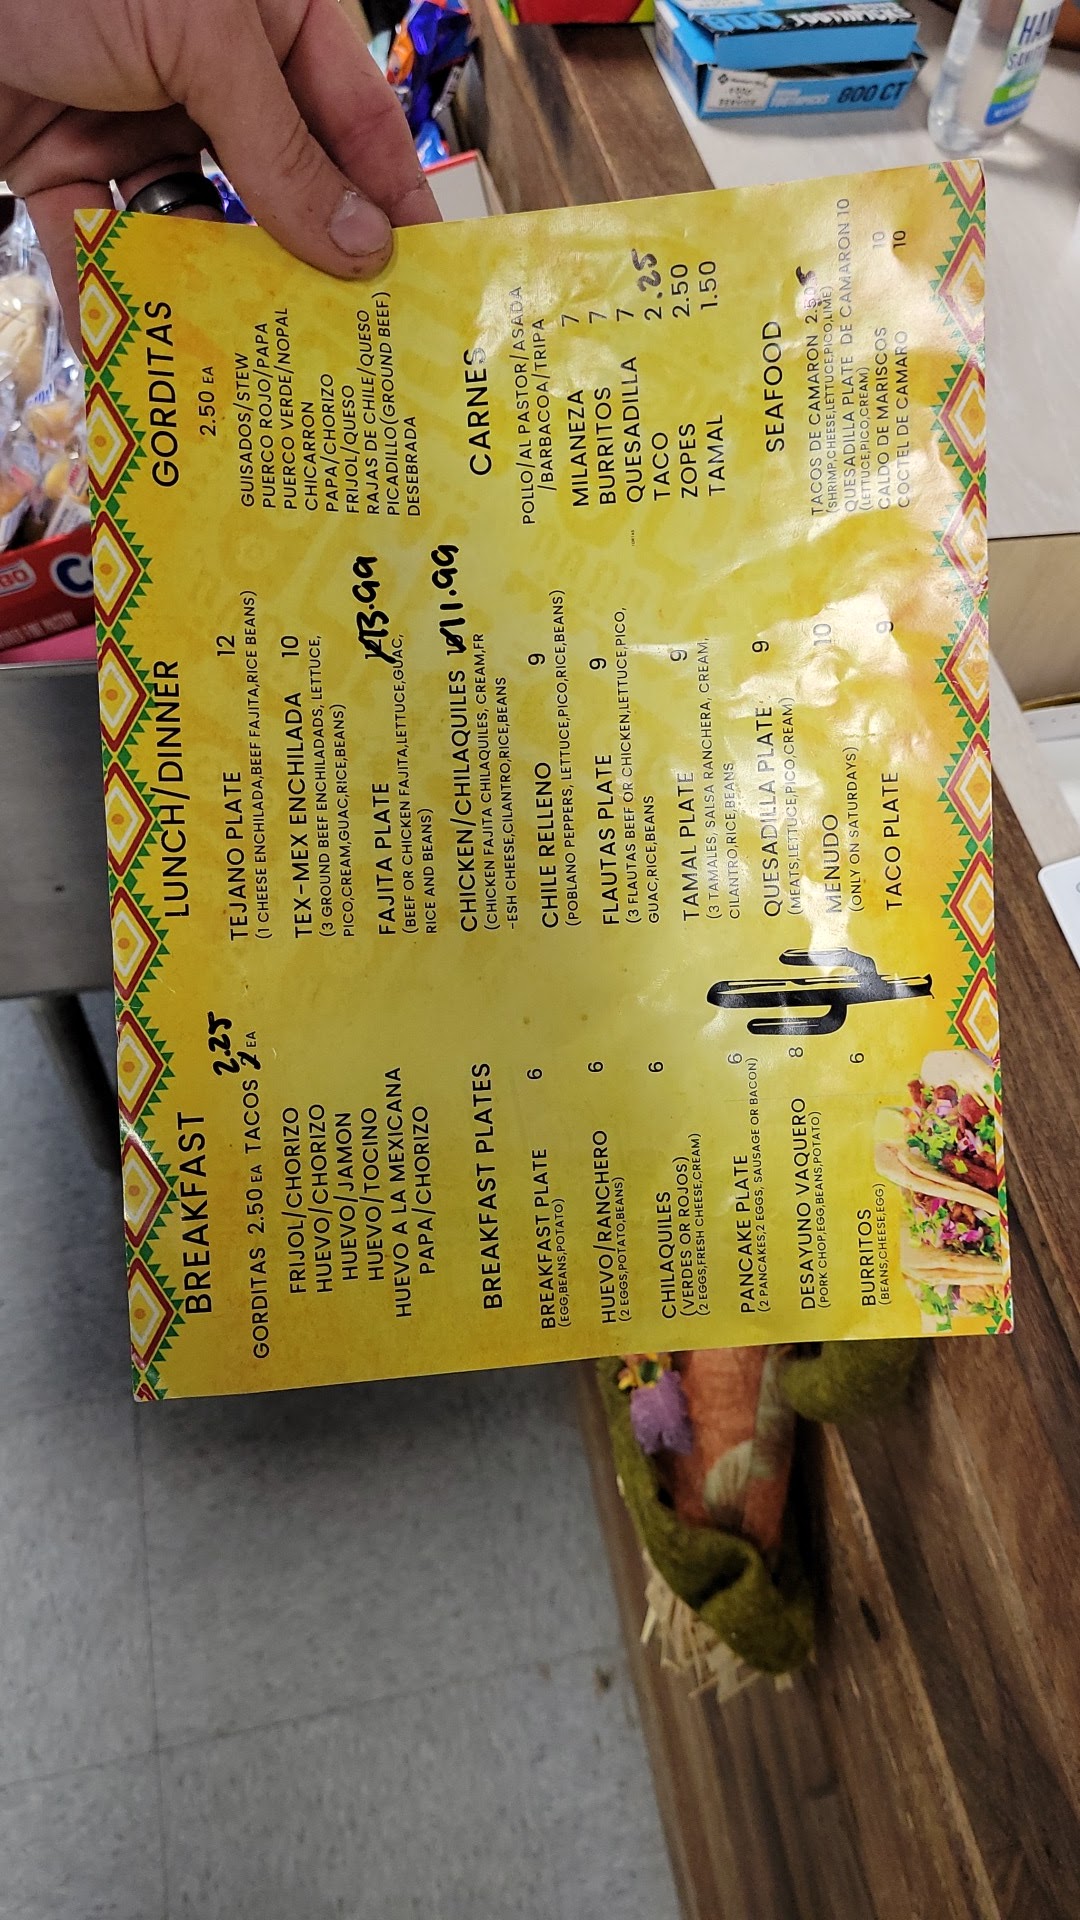 BREAKFAST
GORDITAS 2.50 EA TACOS 2.25 EA
FRIJOL/CHORIZO
HUEVO/CHORIZO
HUEVO/JAMON
HUEVO/TOCINO
HUEVO A LA MEXICANA
PAPA/CHORIZO
BREAKFAST PLATES
BREAKFAST PLATE 6
(EGG,BEANS,POTATO)
HUEVO/RANCHERO 6
(2 EGGS,POTATO,BEANS)
CHILAQUILES 6
(VERDES OR ROJOS)
(2 EGGS,FRESH CHEESE,CREAM)
PANCAKE PLATE 6
(2 PANCAKES,2 EGGS, SAUSAGE OR BACON)
DESAYUNO VAQUERO 8
(PORK CHOP,EGG,BEANS,POTATO)
BURRITOS 6
(BEANS,CHEESE,EGG)
LUNCH/DINNER
TEJANO PLATE 12
(1 CHEESE ENCHILADA,BEEF FAJITA,RICE BEANS)
TEX-MEX ENCHILADA 10
(3 GROUND BEEF ENCHILADADS, LETTUCE,
PICO,CREAM,GUAC,RICE,BEANS)
FAJITA PLATE 13.99
(BEEF OR CHICKEN FAJITA,LETTUCE,GUAC,
RICE AND BEANS)
CHICKEN/CHILAQUILES 11.99
(CHICKEN FAJITA CHILAQUILES, CREAM,FR
-ESH CHEESE,CILANTRO,RICE,BEANS
CHILE RELLENO 9
(POBLANO PEPPERS, LETTUCE,PICO,RICE,BEANS)
FLAUTAS PLATE 9
(3 FLAUTAS BEEF OR CHICKEN,LETTUCE,PICO,
GUAC,RICE,BEANS
TAMAL PLATE 9
(3 TAMALES, SALSA RANCHERA, CREAM,
CILANTRO,RICE,BEANS
QUESADILLA PLATE 9
(MEATS,LETTUCE,PICO,CREAM)
MENUDO 10
(ONLY ON SATURDAYS)
TACO PLATE 9
GORDITAS
2.50 EA
GUISADOS/STEW
PUERCO ROJO/PAPA
PUERCO VERDE/NOPAL
CHICARRON
PAPA/CHORIZO
FRIJOL/QUESO
RAJAS DE CHILE/QUESO
PICADILLO(GROUND BEEF)
DESEBRADA
CARNES
POLLO/AL PASTOR/ASADA
/BARBACOA/TRIPA
MILANEZA 7
BURRITOS 7
QUESADILLA 7
TACO 2.25
ZOPES 2.50
TAMAL 1.50
SEAFOOD
TACOS DE CAMARON
(SHRIMP,CHEESE,LETTUCE,PICO,LIME)
QUESADILLA PLATE DE CAMARON 10
(LETTUCE,PICO,CREAM)
CALDO DE MARISCOS 10
COCTEL DE CAMARO 10
800 CT